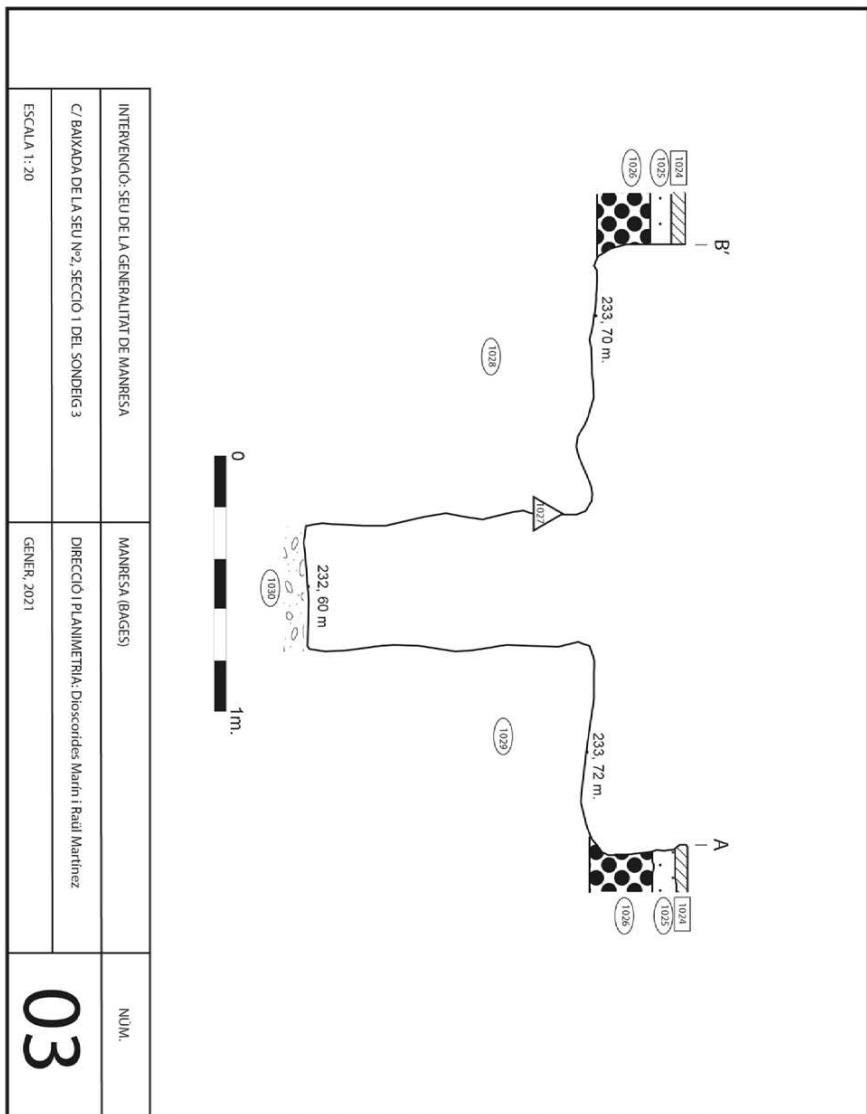 B'
A
1024
1025
1026
1024
1025
1026
233, 70 m.
233, 72 m.
1027
1028
1029
232, 60 m
1030
0
1m.
INTERVENCIÓ: SEU DE LA GENERALITAT DE MANRESA
MANRESA (BAGES)
NÚM.
C/ BAIXADA DE LA SEU Nº2, SECCIÓ 1 DEL SONDEIG 3
DIRECCIÓ I PLANIMETRIA: Dioscorides Marín i Raül Martínez
03
ESCALA 1: 20
GENER, 2021